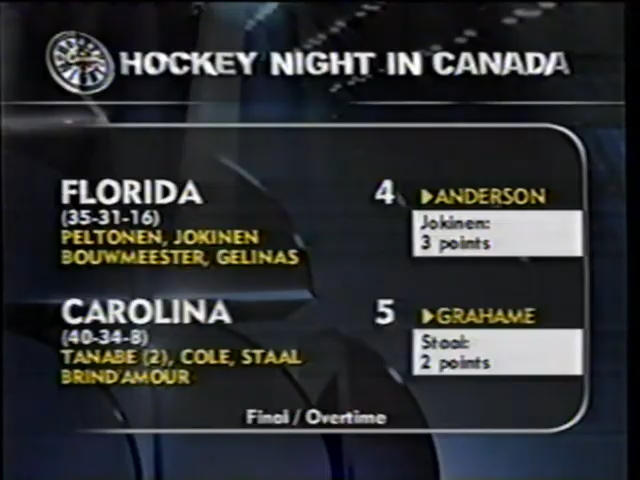 HOCKEY NIGHT IN CANADA
FLORIDA 4 ▶ANDERSON
(35-31-16)
PELTONEN, JOKINEN
BOUWMEESTER, GELINAS
Jokinen:
3 points
CAROLINA 5 ▶GRAHAME
(40-34-8)
TANABE (2), COLE, STAAL
BRIND'AMOUR
Staal:
2 points
Final / Overtime